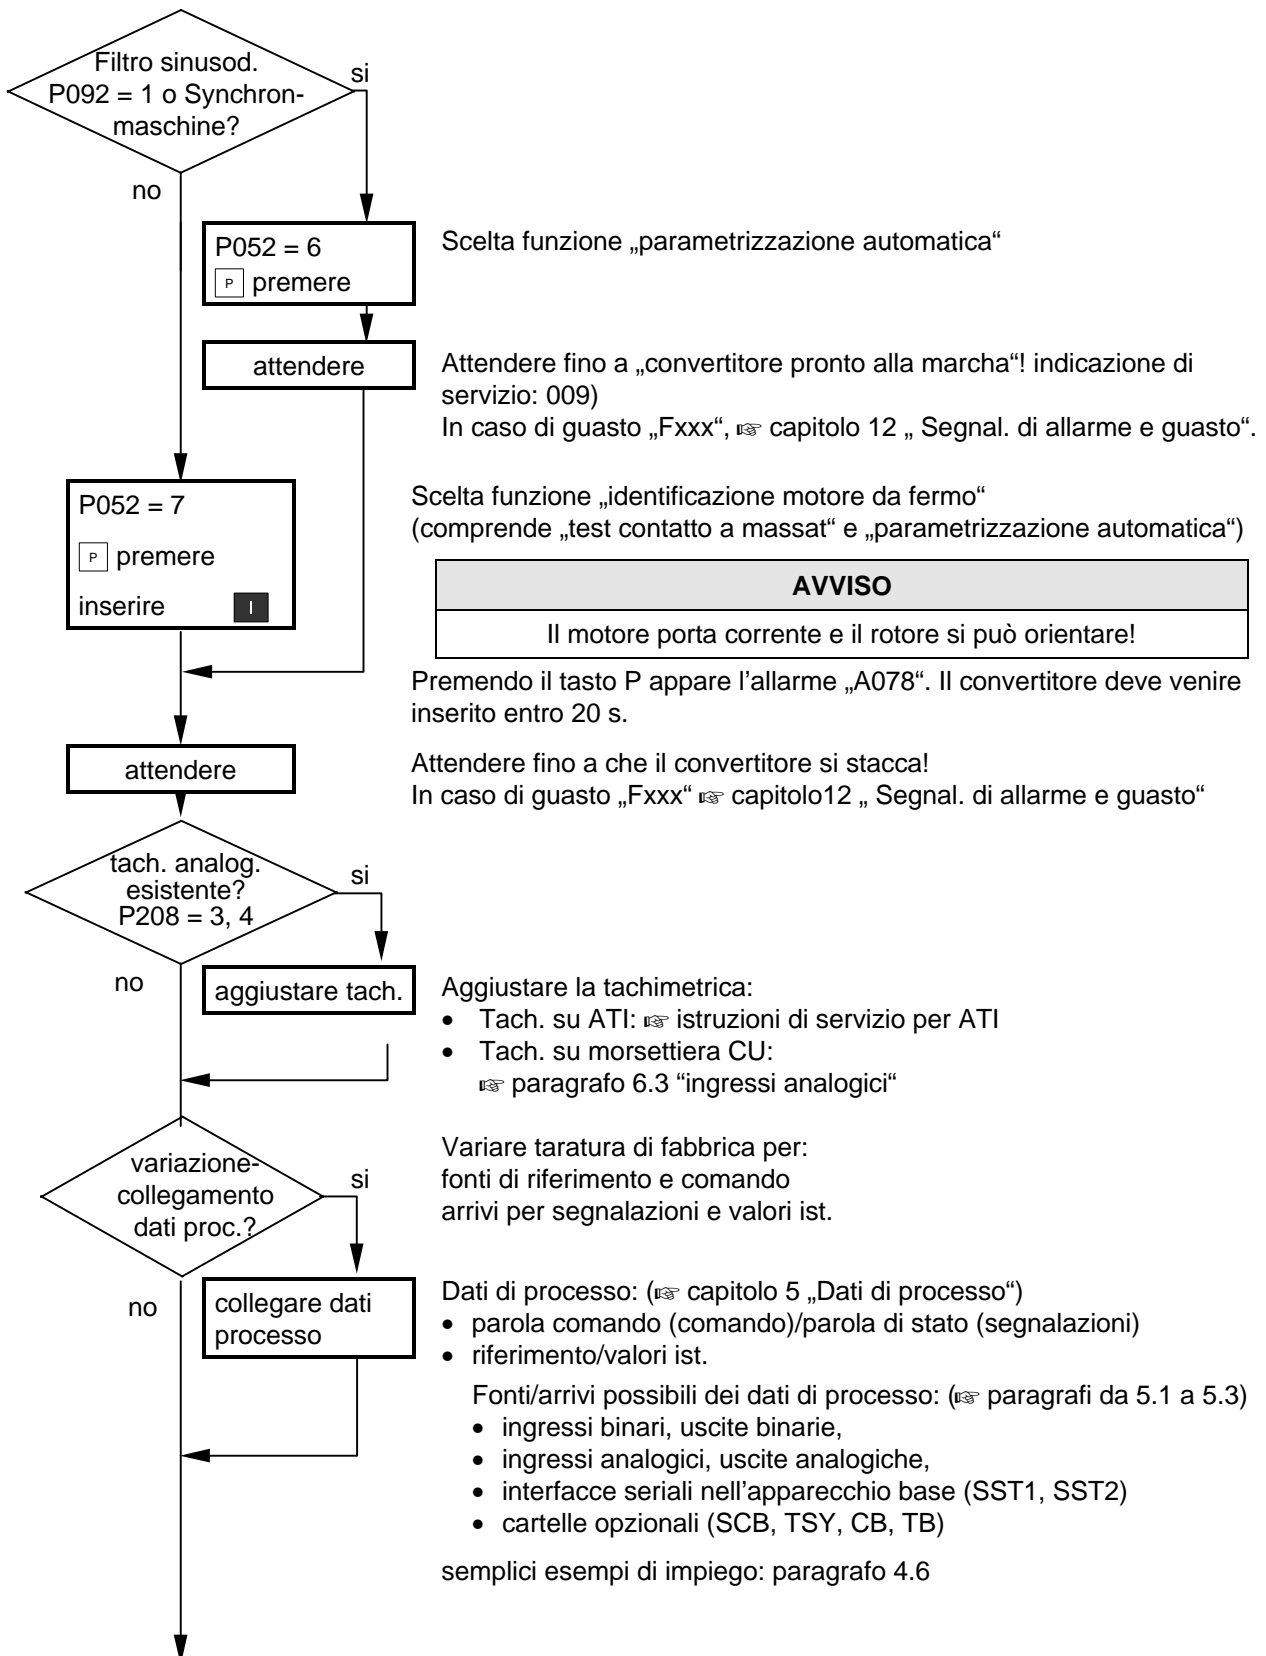 Filtro sinusod.
P092 = 1 o Synchron-
maschine?
si
no
P052 = 6
P premere
Scelta funzione „parametrizzazione automatica“
attendere
Attendere fino a „convertitore pronto alla marcha“! indicazione di
servizio: 009)
In caso di guasto „Fxxx“, ☞ capitolo 12 „ Segnal. di allarme e guasto“.
P052 = 7
P premere
inserire I
Scelta funzione „identificazione motore da fermo“
(comprende „test contatto a massat“ e „parametrizzazione automatica“)
AVVISO
Il motore porta corrente e il rotore si può orientare!
Premendo il tasto P appare l’allarme „A078“. Il convertitore deve venire
inserito entro 20 s.
attendere
Attendere fino a che il convertitore si stacca!
In caso di guasto „Fxxx“ ☞ capitolo12 „ Segnal. di allarme e guasto“
tach. analog.
esistente?
P208 = 3, 4
si
no
aggiustare tach.
Aggiustare la tachimetrica:
• Tach. su ATI: ☞ istruzioni di servizio per ATI
• Tach. su morsettiera CU:
☞ paragrafo 6.3 “ingressi analogici“
variazione-
collegamento
dati proc.?
si
no
Variare taratura di fabbrica per:
fonti di riferimento e comando
arrivi per segnalazioni e valori ist.
collegare dati
processo
Dati di processo: (☞ capitolo 5 „Dati di processo“)
• parola comando (comando)/parola di stato (segnalazioni)
• riferimento/valori ist.
Fonti/arrivi possibili dei dati di processo: (☞ paragrafi da 5.1 a 5.3)
• ingressi binari, uscite binarie,
• ingressi analogici, uscite analogiche,
• interfacce seriali nell’apparecchio base (SST1, SST2)
• cartelle opzionali (SCB, TSY, CB, TB)
semplici esempi di impiego: paragrafo 4.6